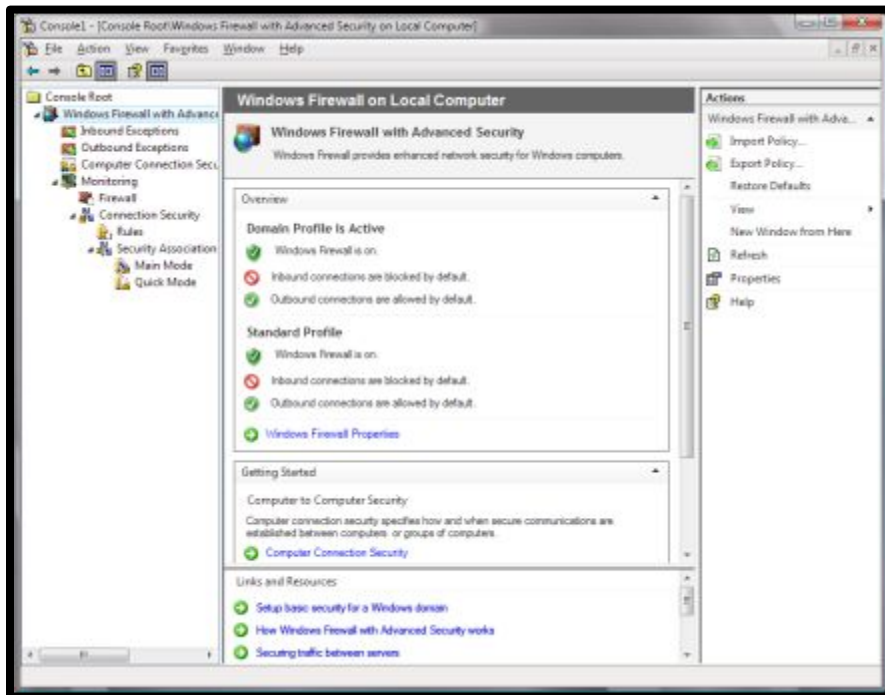 Console1 - [Console Root\Windows Firewall with Advanced Security on Local Computer]
File Action View Favorites Window Help
Console Root
Windows Firewall with Advance
Inbound Exceptions
Outbound Exceptions
Computer Connection Secu
Monitoring
Firewall
Connection Security
Rules
Security Association
Main Mode
Quick Mode
Windows Firewall on Local Computer
Windows Firewall with Advanced Security
Windows Firewall provides enhanced network security for Windows computers.
Overview
Domain Profile is Active
Windows Firewall is on.
Inbound connections are blocked by default.
Outbound connections are allowed by default.
Standard Profile
Windows Firewall is on.
Inbound connections are blocked by default.
Outbound connections are allowed by default.
Windows Firewall Properties
Getting Started
Computer to Computer Security
Computer connection security specifies how and when secure communications are
established between computers or groups of computers.
Computer Connection Security
Links and Resources
Setup basic security for a Windows domain
How Windows Firewall with Advanced Security works
Securing traffic between servers
Actions
Windows Firewall with Adva...
Import Policy...
Export Policy...
Restore Defaults
View
New Window from Here
Refresh
Properties
Help